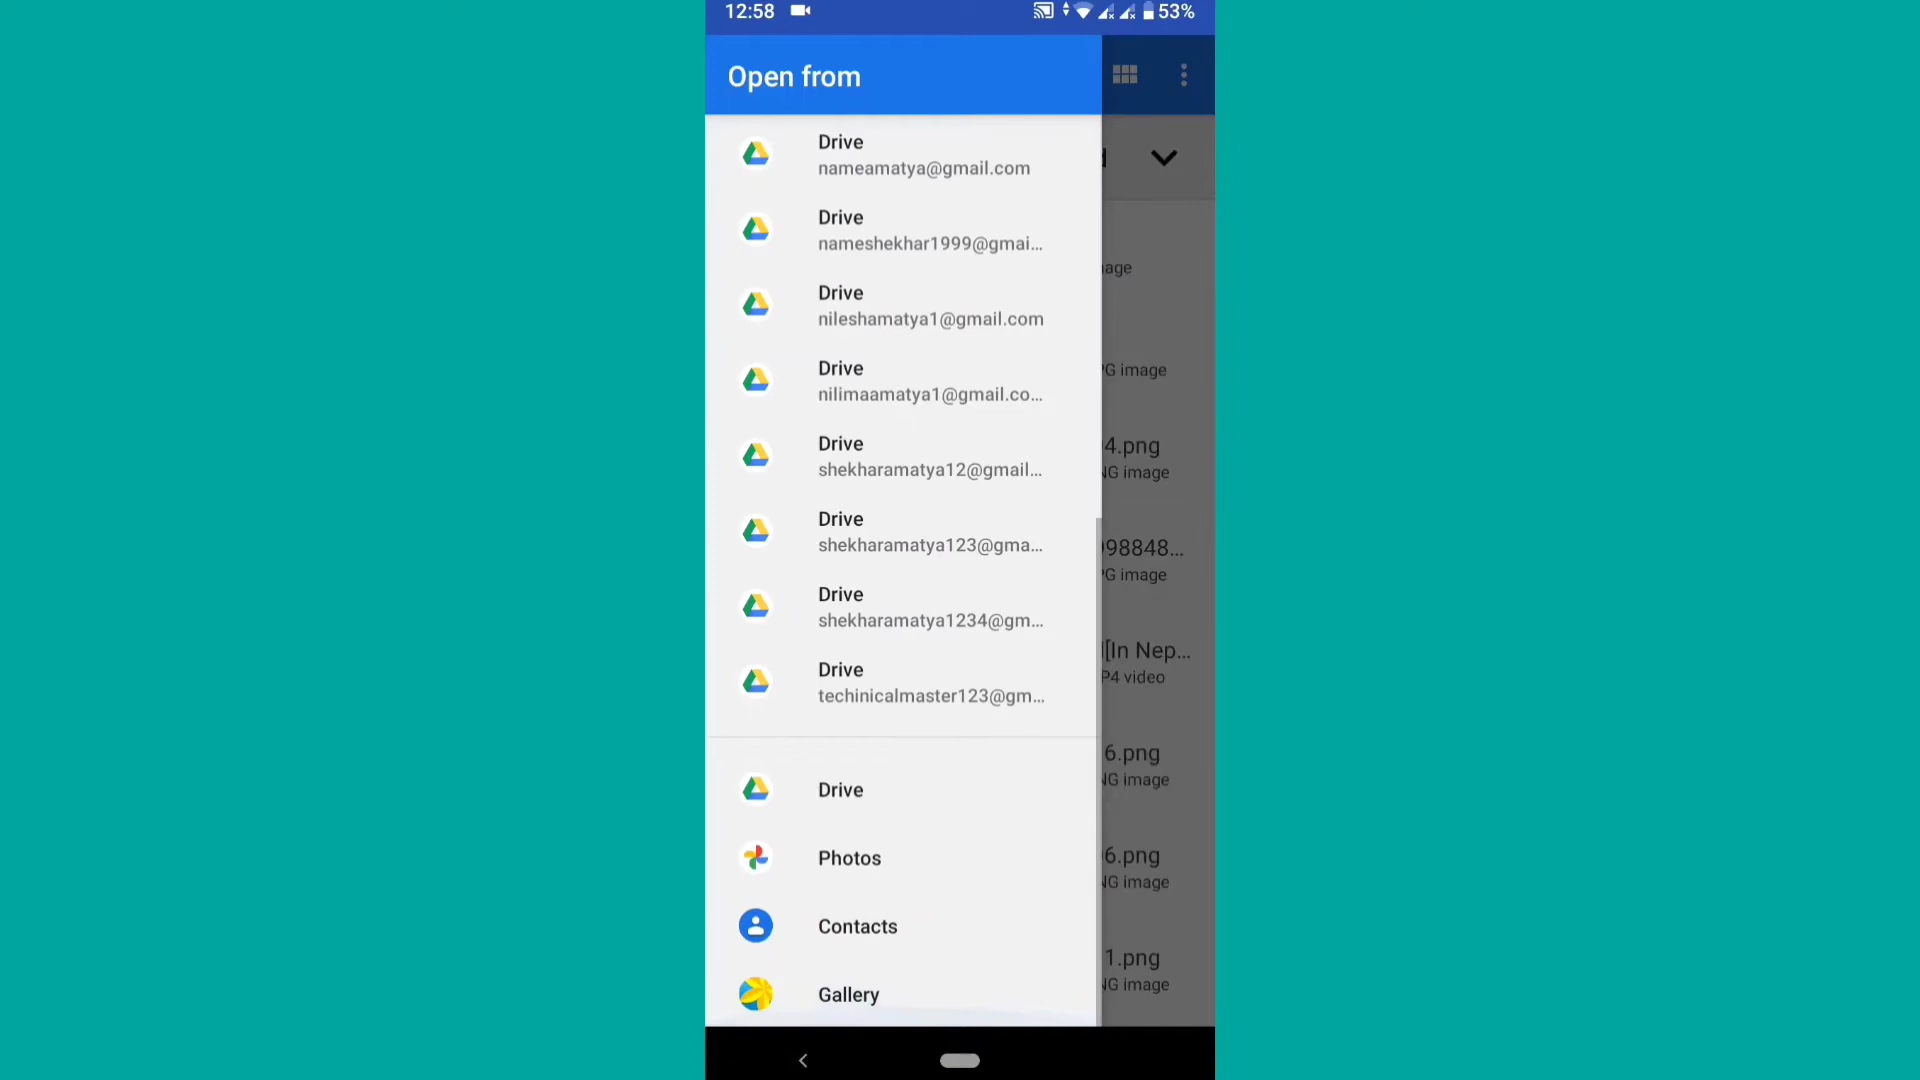 12:58
53%
Open from
Drive
nameamatya@gmail.com
Drive
nameshekhar1999@gmai...
Drive
nileshamatya1@gmail.com
Drive
nilimaamatya1@gmail.co...
Drive
shekharamatya12@gmail...
Drive
shekharamatya123@gma...
Drive
shekharamatya1234@gm...
Drive
techinicalmaster123@gm...
Drive
Photos
Contacts
Gallery
age
G image
4.png
G image
98848...
G image
[In Nep...
P4 video
6.png
G image
6.png
G image
1.png
G image